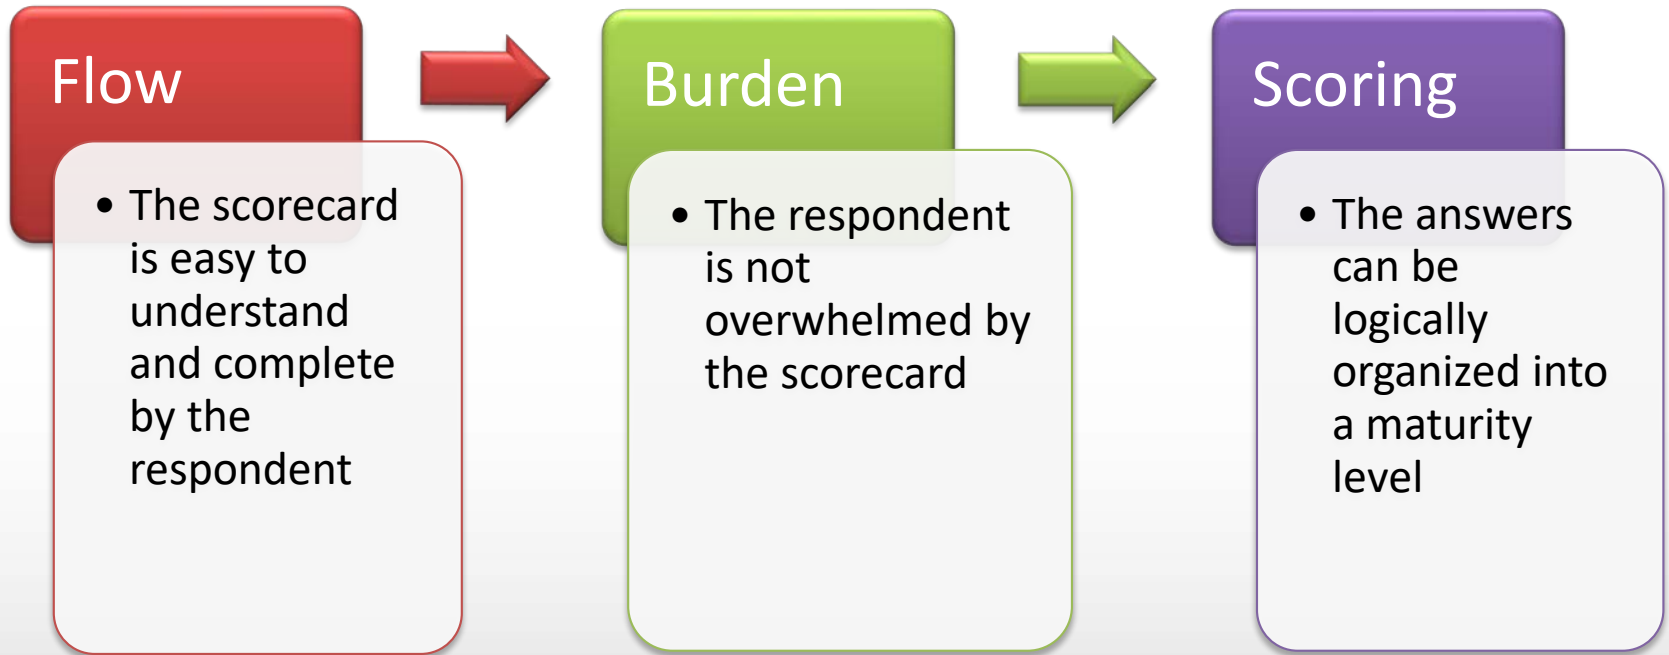 Flow
• The scorecard
is easy to
understand
and complete
by the
respondent
Burden
• The respondent
is not
overwhelmed by
the scorecard
Scoring
• The answers
can be
logically
organized into
a maturity
level